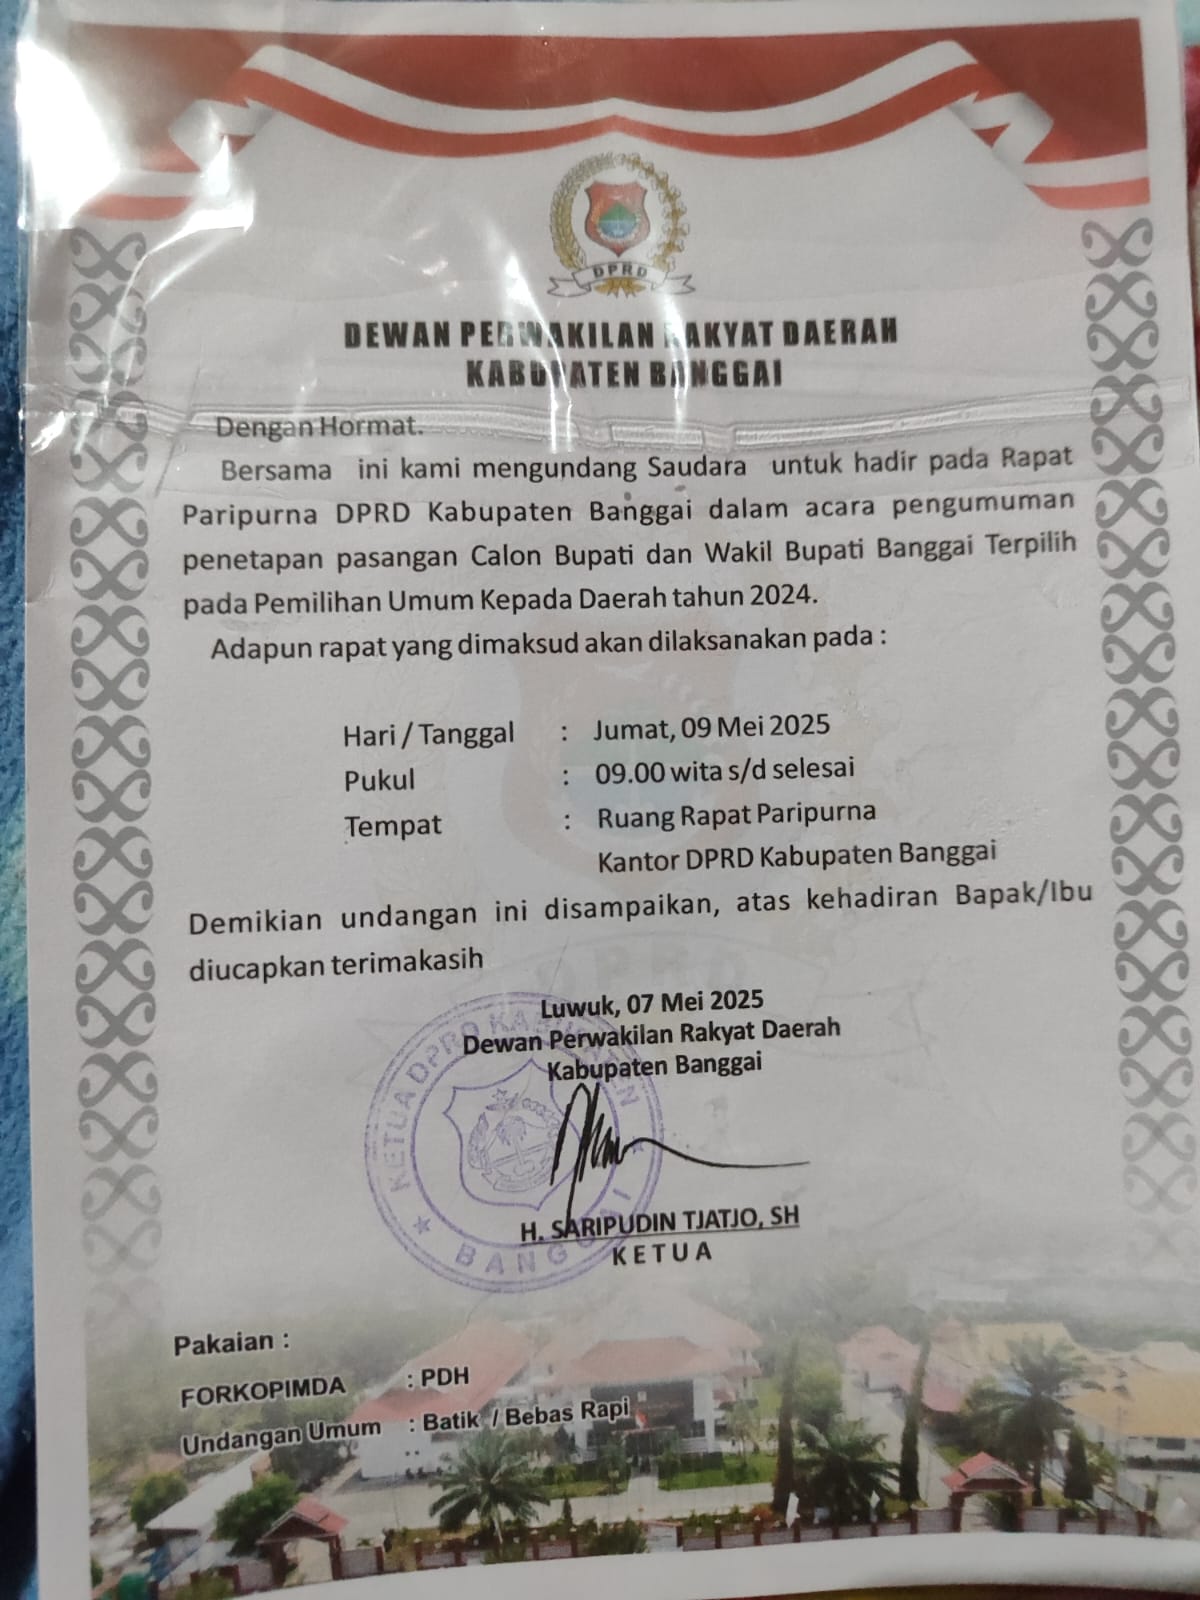 DPRD
DEWAN PERWAKILAN RAKYAT DAERAH
KABUPATEN BANGGAI
Dengan Hormat.
Bersama ini kami mengundang Saudara untuk hadir pada Rapat
Paripurna DPRD Kabupaten Banggai dalam acara pengumuman
penetapan pasangan Calon Bupati dan Wakil Bupati Banggai Terpilih
pada Pemilihan Umum Kepada Daerah tahun 2024.
Adapun rapat yang dimaksud akan dilaksanakan pada :
Hari / Tanggal : Jumat, 09 Mei 2025
Pukul : 09.00 wita s/d selesai
Tempat : Ruang Rapat Paripurna
Kantor DPRD Kabupaten Banggai
Demikian undangan ini disampaikan, atas kehadiran Bapak/Ibu
diucapkan terimakasih
DPRD
Luwuk, 07 Mei 2025
Dewan Perwakilan Rakyat Daerah
Kabupaten Banggai
KETUA DPRD KABUPATEN
BANGGAI
H. SARIPUDIN TJATJO, SH
KETUA
Pakaian :
FORKOPIMDA : PDH
Undangan Umum : Batik / Bebas Rapi